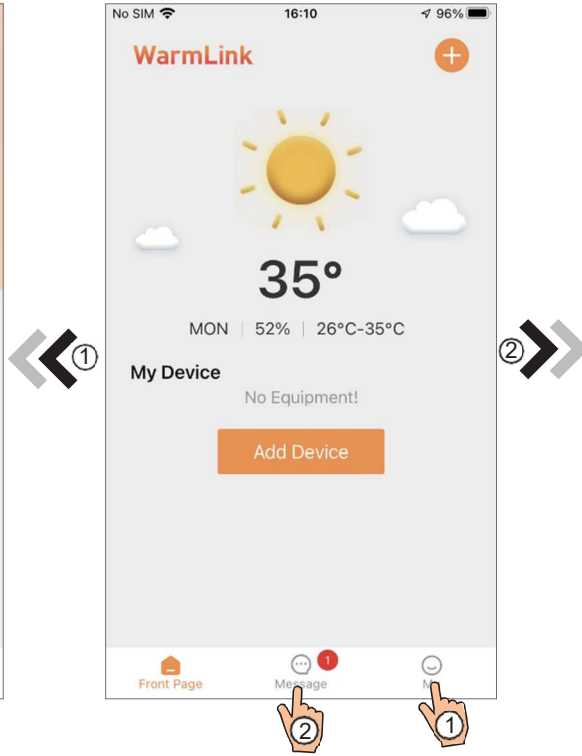 No SIM 16:10 96%
WarmLink
35°
MON | 52% | 26°C-35°C
① ②
My Device
No Equipment!
Add Device
1
Front Page Message
② ①